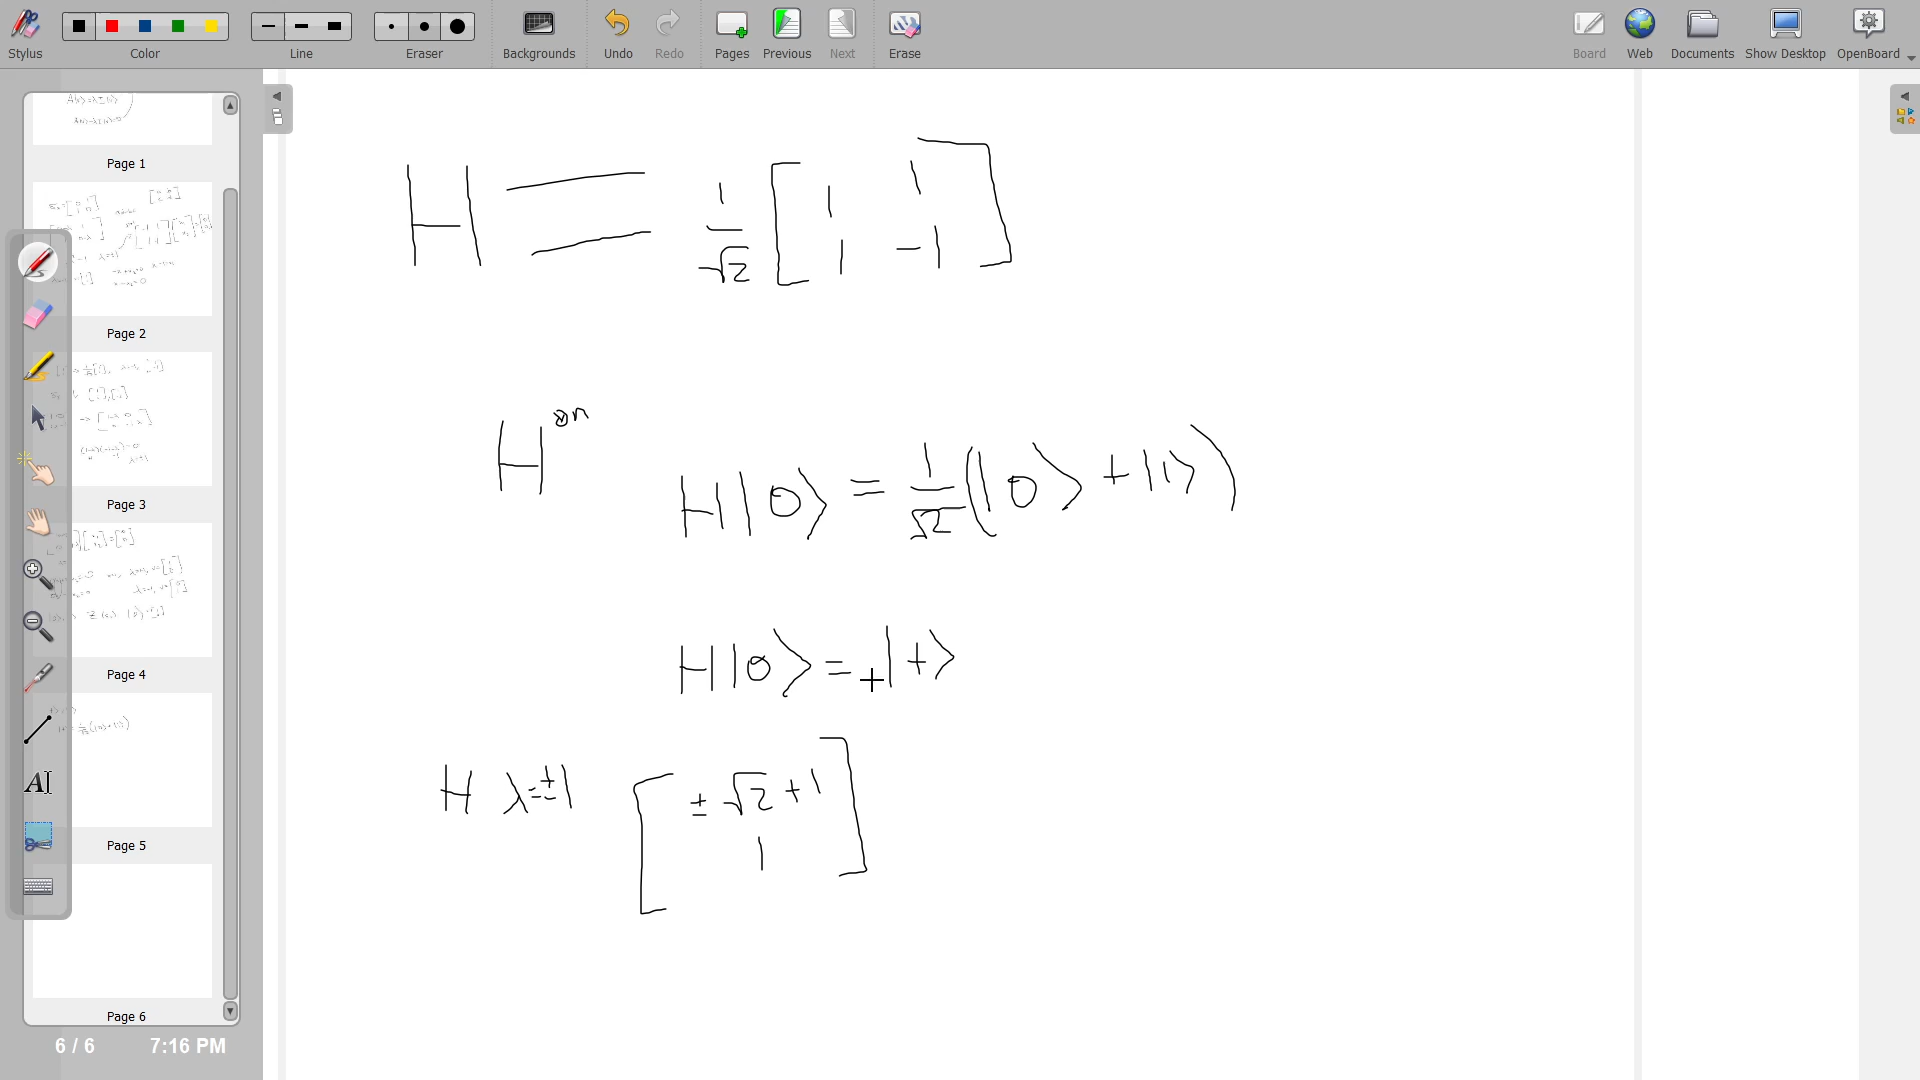 Stylus Color Line Eraser Backgrounds Undo Redo Pages Previous Next Erase Board Web Documents Show Desktop OpenBoard
Page 1
Page 2
Page 3
Page 4
Page 5
Page 6
6 / 6 7:16 PM
H = 1/√2 [1 1
1 -1]
H^⊗n
H|0⟩ = 1/√2 (|0⟩ + |1⟩)
H|0⟩ = |+⟩
H λ=±1 [± √2 + 1
1]